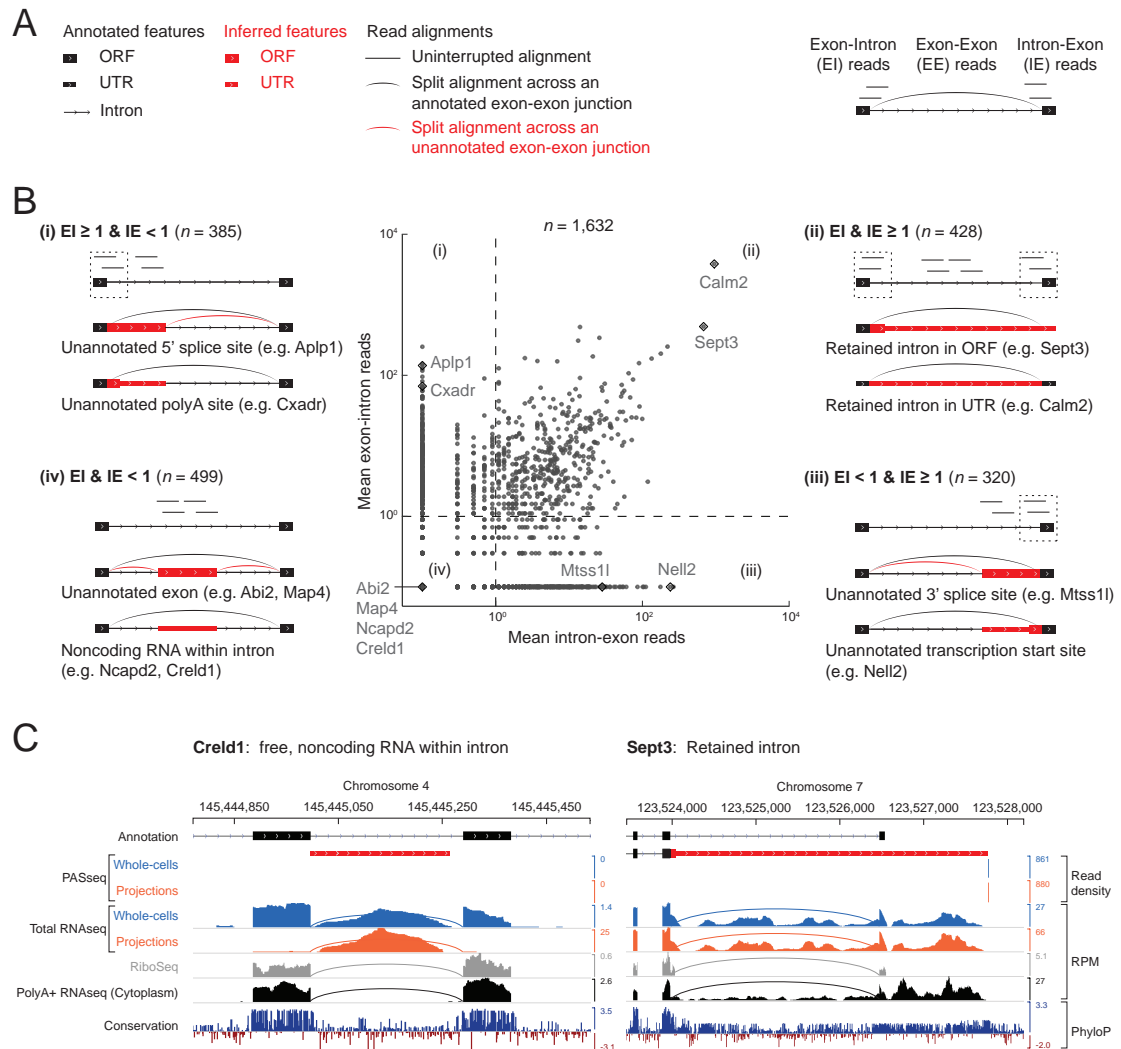 A
Annotated features
ORF
UTR
Intron
Inferred features
ORF
UTR
Read alignments
Uninterrupted alignment
Split alignment across an
annotated exon-exon junction
Split alignment across an
unannotated exon-exon junction
Exon-Intron
(EI) reads
Exon-Exon
(EE) reads
Intron-Exon
(IE) reads
B
(i) EI ≥ 1 & IE < 1 (n = 385)
Unannotated 5' splice site (e.g. Aplp1)
Unannotated polyA site (e.g. Cxadr)
(iv) EI & IE < 1 (n = 499)
Unannotated exon (e.g. Abi2, Map4)
Noncoding RNA within intron
(e.g. Ncapd2, Creld1)
n = 1,632
10⁴
10²
10⁰
Mean exon-intron reads
(i)
(ii)
Calm2
Sept3
Aplp1
Cxadr
(iv)
Mtss1l
Nell2
(iii)
Abi2
Map4
Ncapd2
Creld1
10⁰
10²
10⁴
Mean intron-exon reads
(ii) EI & IE ≥ 1 (n = 428)
Retained intron in ORF (e.g. Sept3)
Retained intron in UTR (e.g. Calm2)
(iii) EI < 1 & IE ≥ 1 (n = 320)
Unannotated 3' splice site (e.g. Mtss1l)
Unannotated transcription start site
(e.g. Nell2)
C
Creld1: free, noncoding RNA within intron
Chromosome 4
145,444,850 145,445,050 145,445,250 145,445,450
Annotation
PASseq
Whole-cells
0
Projections
0
Total RNAseq
Whole-cells
1.4
Projections
25
RiboSeq
0.6
PolyA+ RNAseq (Cytoplasm)
2.6
Conservation
3.5
-3.1
Sept3: Retained intron
Chromosome 7
123,524,000 123,525,000 123,526,000 123,527,000 123,528,000
861
880
Read
density
27
66
5.1
27
RPM
3.3
-2.0
PhyloP